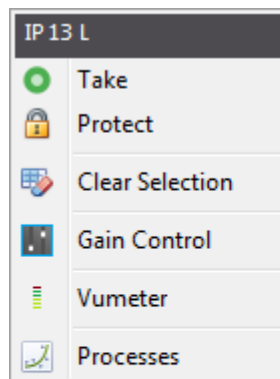 IP 13 L
Take
Protect
Clear Selection
Gain Control
Vumeter
Processes